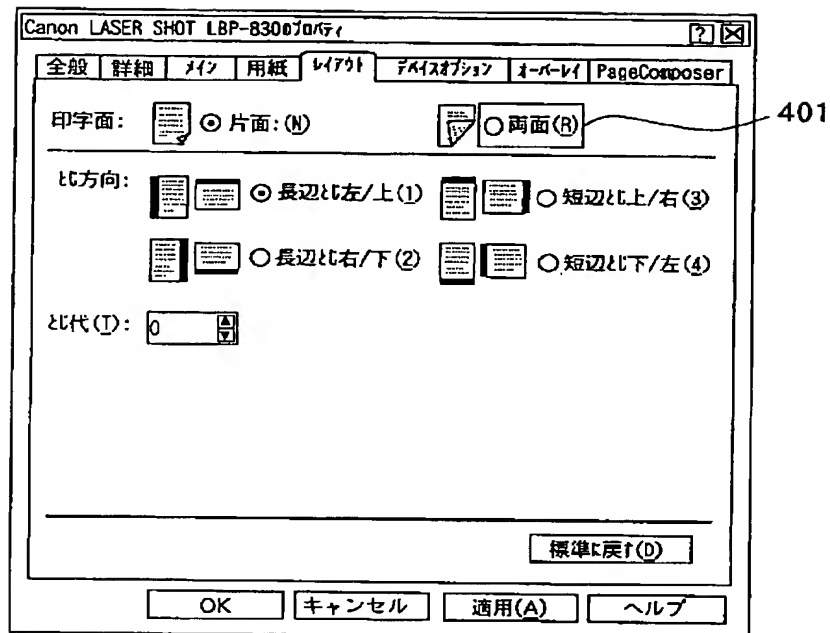 Canon LASER SHOT LBP-830のプロパティ
全般 詳細 メイン 用紙 レイアウト デバイスオプション オーバーレイ PageComposer
印字面: 片面:(N) 両面(R) 401
とじ方向: 長辺とじ左/上(1) 短辺とじ上/右(3)
長辺とじ右/下(2) 短辺とじ下/左(4)
とじ代(T): 0
標準に戻す(D)
OK キャンセル 適用(A) ヘルプ